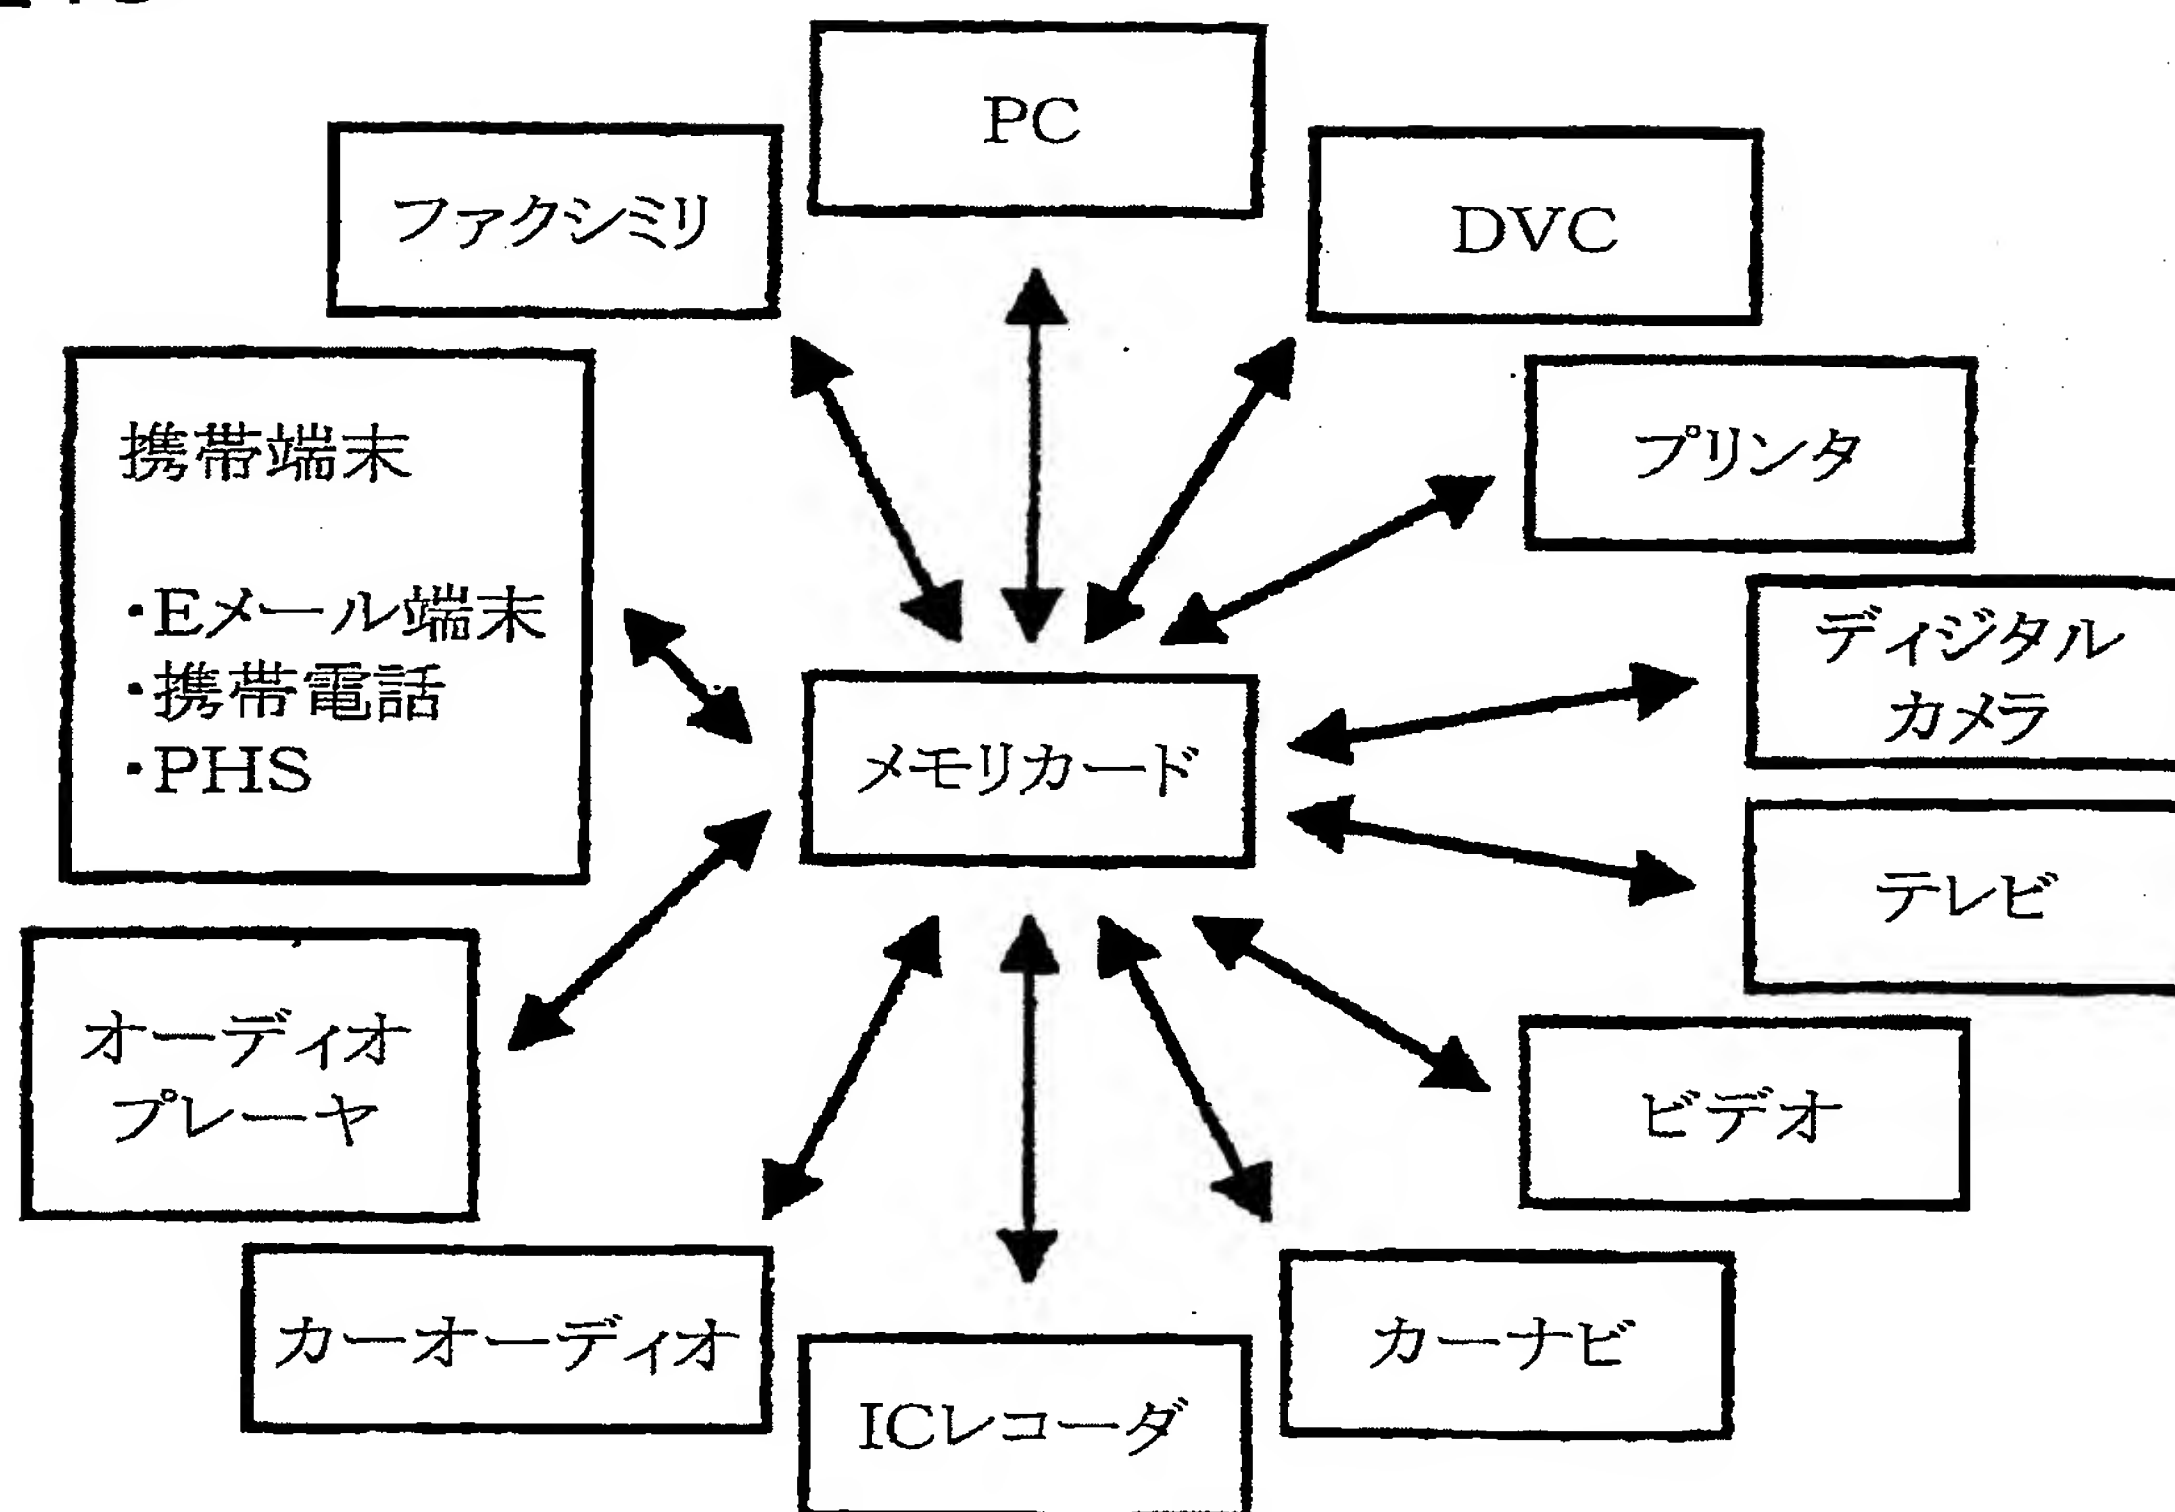 PC
ファクシミリ
DVC
プリンタ
携帯端末
・Eメール端末
・携帯電話
・PHS
ディジタル
カメラ
メモリカード
テレビ
オーディオ
プレーヤ
ビデオ
カーオーディオ
ICレコーダ
カーナビ